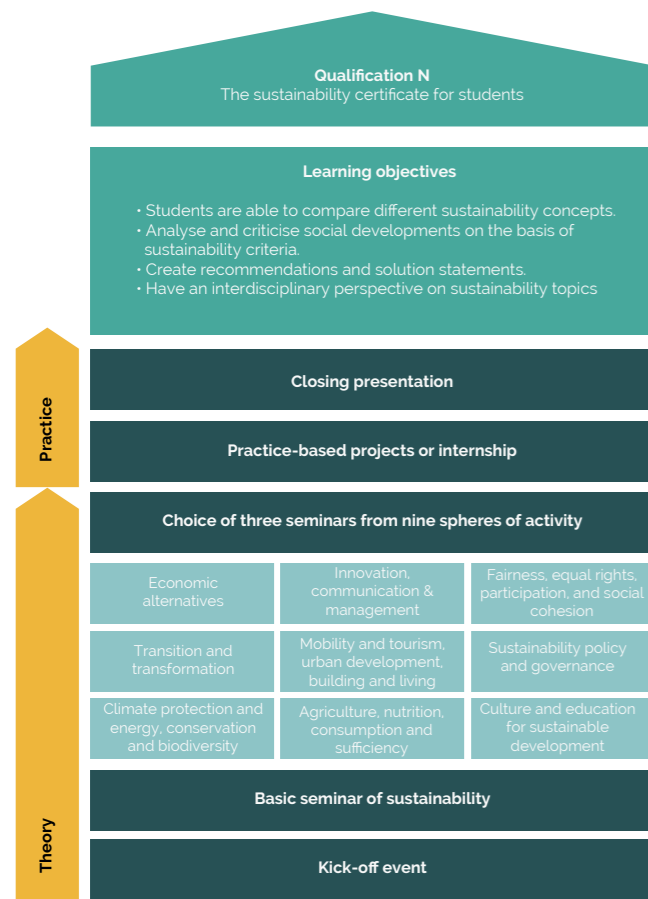 Qualification N
The sustainability certificate for students
Learning objectives
• Students are able to compare different sustainability concepts.
• Analyse and criticise social developments on the basis of
sustainability criteria.
• Create recommendations and solution statements.
• Have an interdisciplinary perspective on sustainability topics
Practice
Closing presentation
Practice-based projects or internship
Theory
Choice of three seminars from nine spheres of activity
Economic
alternatives
Innovation,
communication &
management
Fairness, equal rights,
participation, and social
cohesion
Transition and
transformation
Mobility and tourism,
urban development,
building and living
Sustainability policy
and governance
Climate protection and
energy, conservation
and biodiversity
Agriculture, nutrition,
consumption and
sufficiency
Culture and education
for sustainable
development
Basic seminar of sustainability
Kick-off event